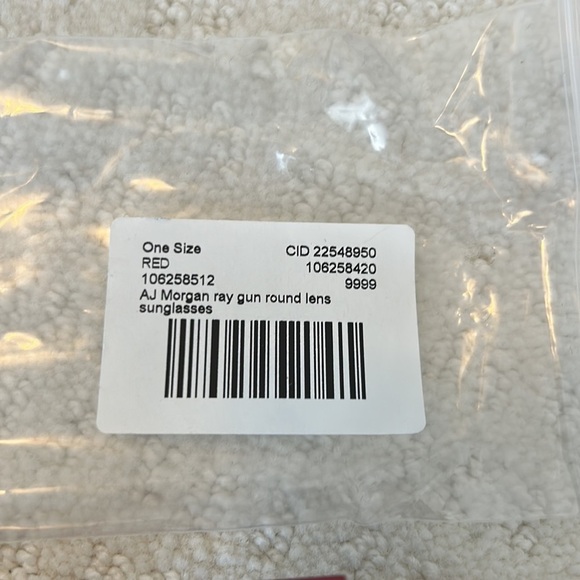 One Size CID 22548950
RED 106258420
106258512 9999
AJ Morgan ray gun round lens
sunglasses